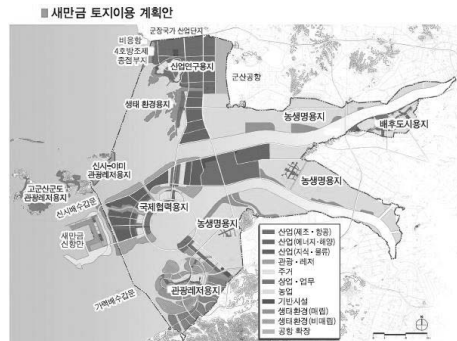 새만금 토지이용 계획안
군장국가 산업단지
비응항
4호방조제
중첩부지
산업연구용지
군산공항
생태 환경용지
농생명용지
배후도시용지
신시~야미
관광레저용지
고군산군도
관광레저용지
농생명용지
신시배수갑문
국제협력용지
농생명용지
새만금
신항만
관광레저용지
가력배수갑문
산업(제조·항공)
산업(에너지·해양)
산업(지식·물류)
관광·레저
주거
상업·업무
농업
기반시설
생태환경(매립)
생태환경(비매립)
공항 확장